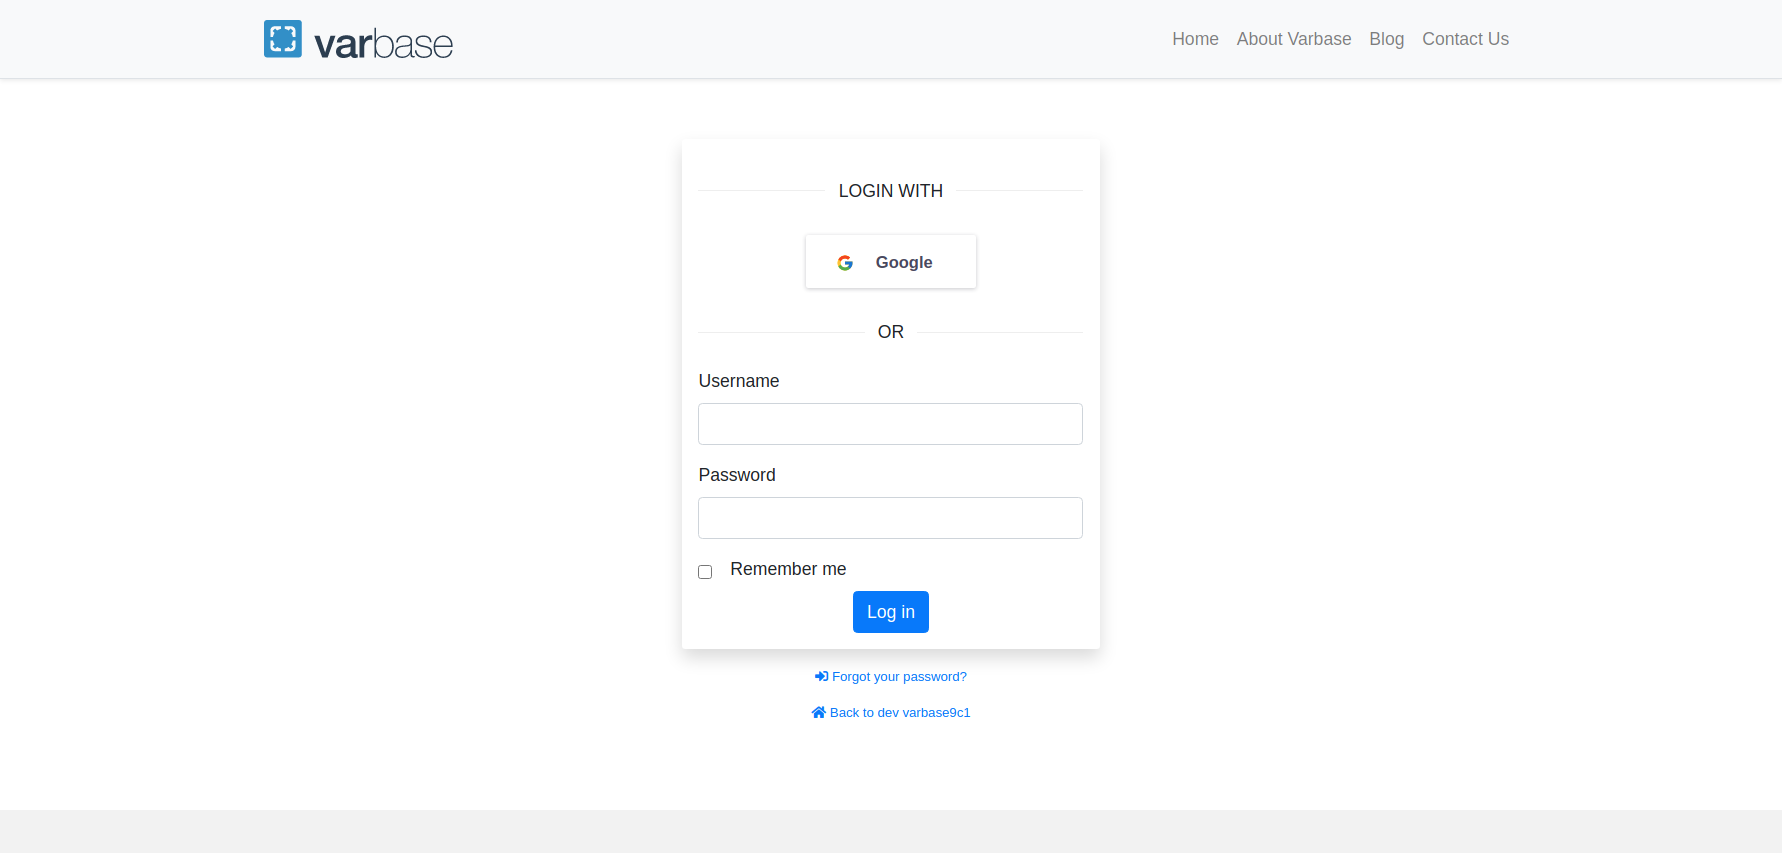 varbase
Home About Varbase Blog Contact Us
LOGIN WITH
Google
OR
Username
Password
Remember me
Log in
Forgot your password?
Back to dev varbase9c1